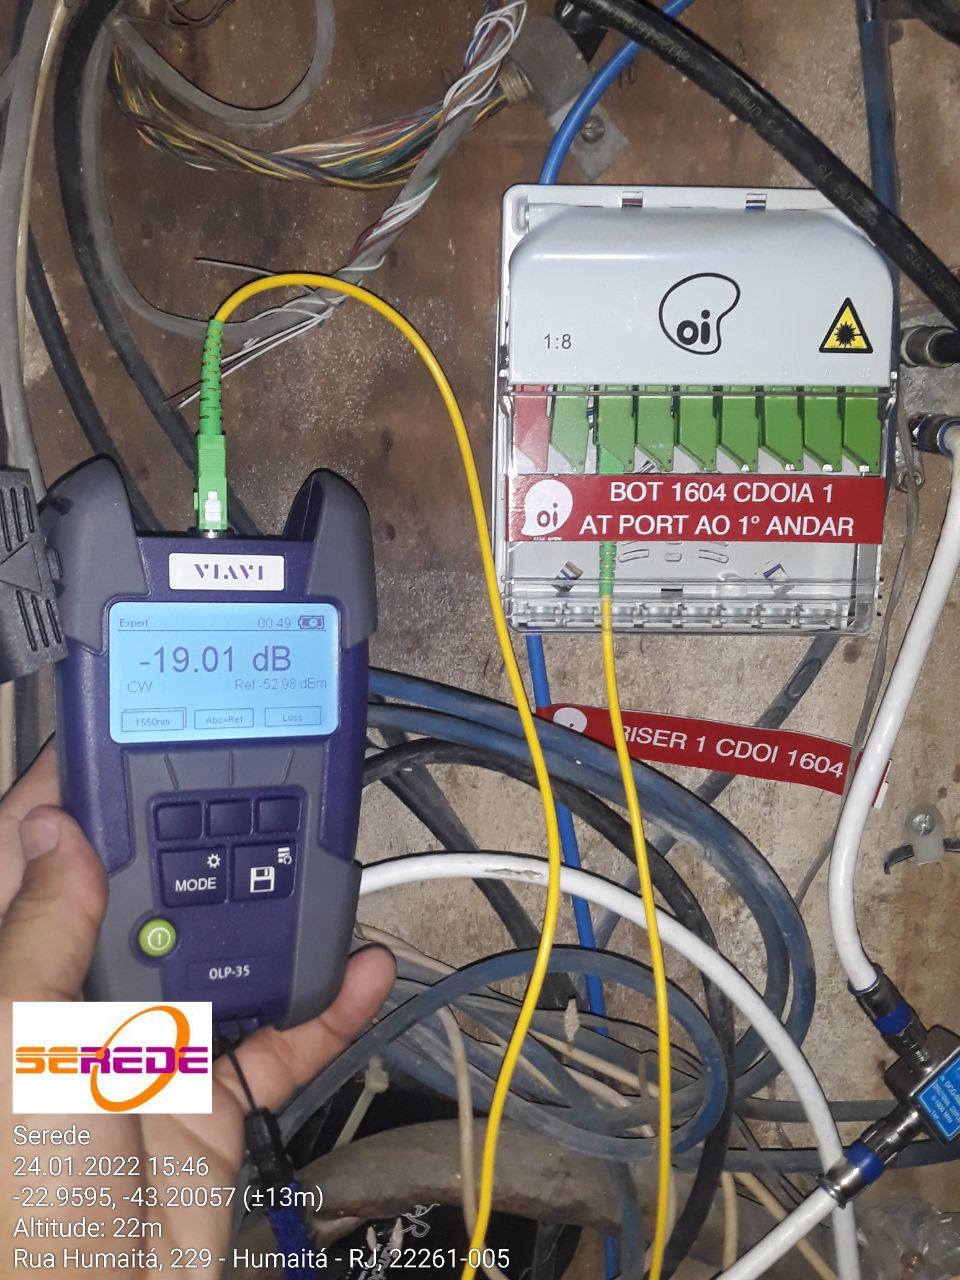 oi
1:8
BOT 1604 CDOIA 1
AT PORT AO 1° ANDAR
oi
RISER 1 CDOI 1604
VIAVI
Expert 00:49
-19.01 dB
CW Ref -52.98 dBm
1550nm Abs>Ref Loss
MODE
OLP-35
SEREDE
Serede
24.01.2022 15:46
-22.9595, -43.20057 (±13m)
Altitude: 22m
Rua Humaitá, 229 - Humaitá - RJ, 22261-005